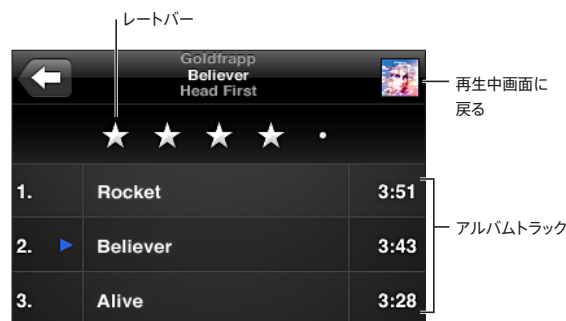 レートバー
Goldfrapp
Believer
Head First
再生中画面に
戻る
1. Rocket 3:51
2. Believer 3:43
3. Alive 3:28
アルバムトラック